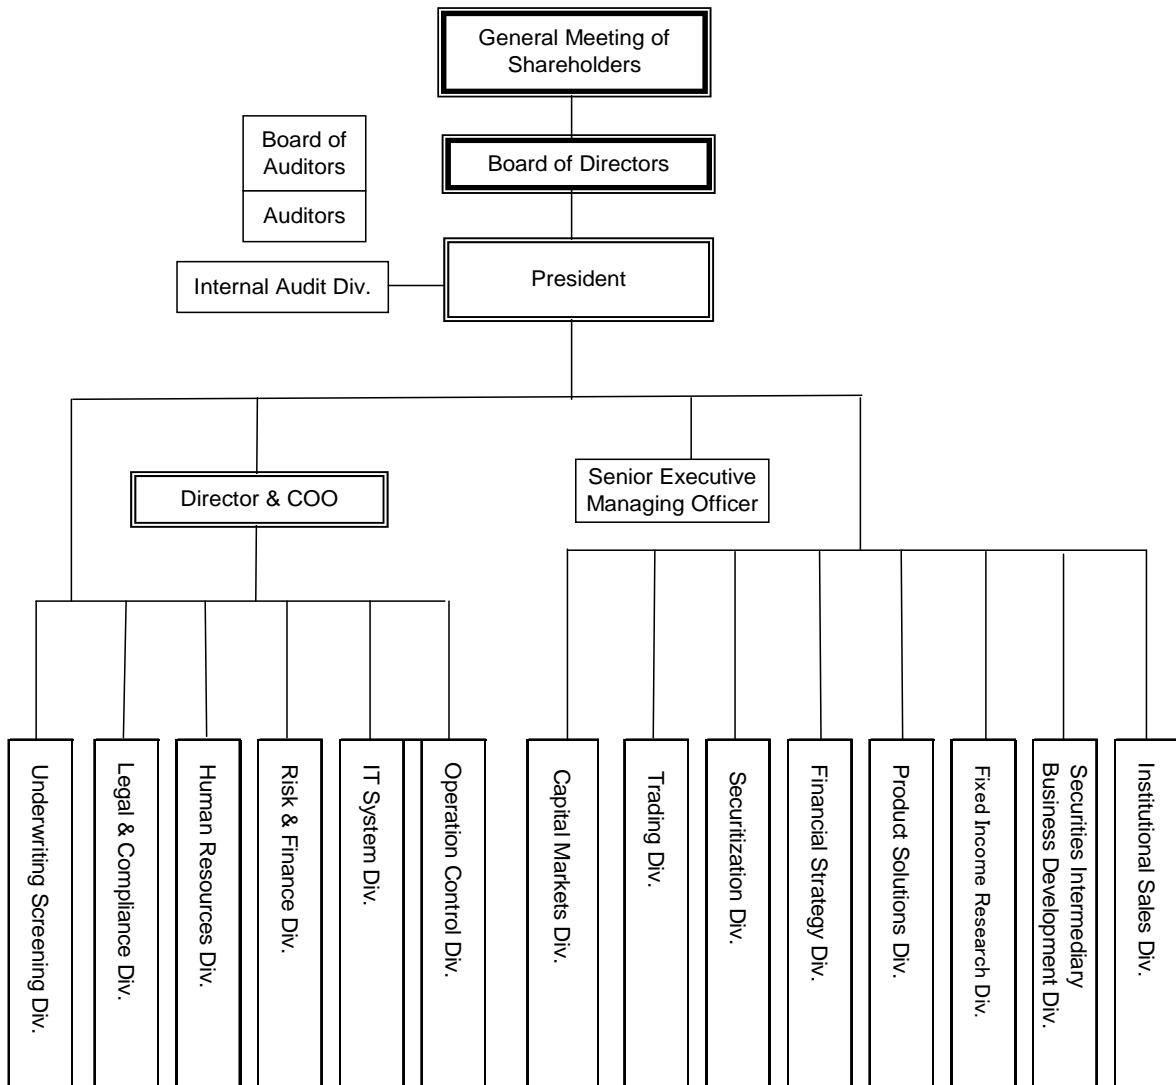 General Meeting of
Shareholders
Board of
Auditors
Board of Directors
Auditors
President
Internal Audit Div.
Senior Executive
Managing Officer
Director & COO
Underwriting Screening Div.
Legal & Compliance Div.
Human Resources Div.
Risk & Finance Div.
IT System Div.
Operation Control Div.
Capital Markets Div.
Trading Div.
Securitization Div.
Financial Strategy Div.
Product Solutions Div.
Fixed Income Research Div.
Securities Intermediary
Business Development Div.
Institutional Sales Div.